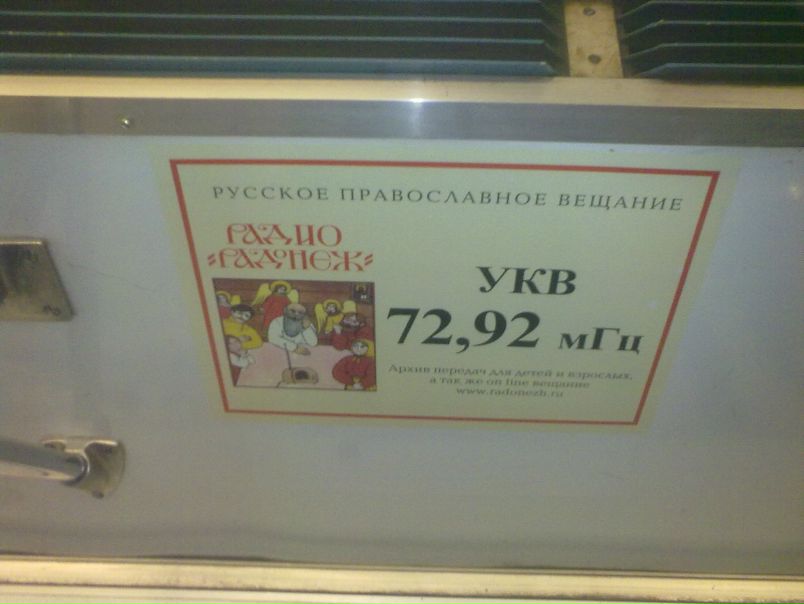 РУССКОЕ ПРАВОСЛАВНОЕ ВЕЩАНИЕ
РАДИО
«РАДОНЕЖ»
УКВ
72,92 мГц
Архив передач для детей и взрослых,
а так же on line вещание
www.radonezh.ru